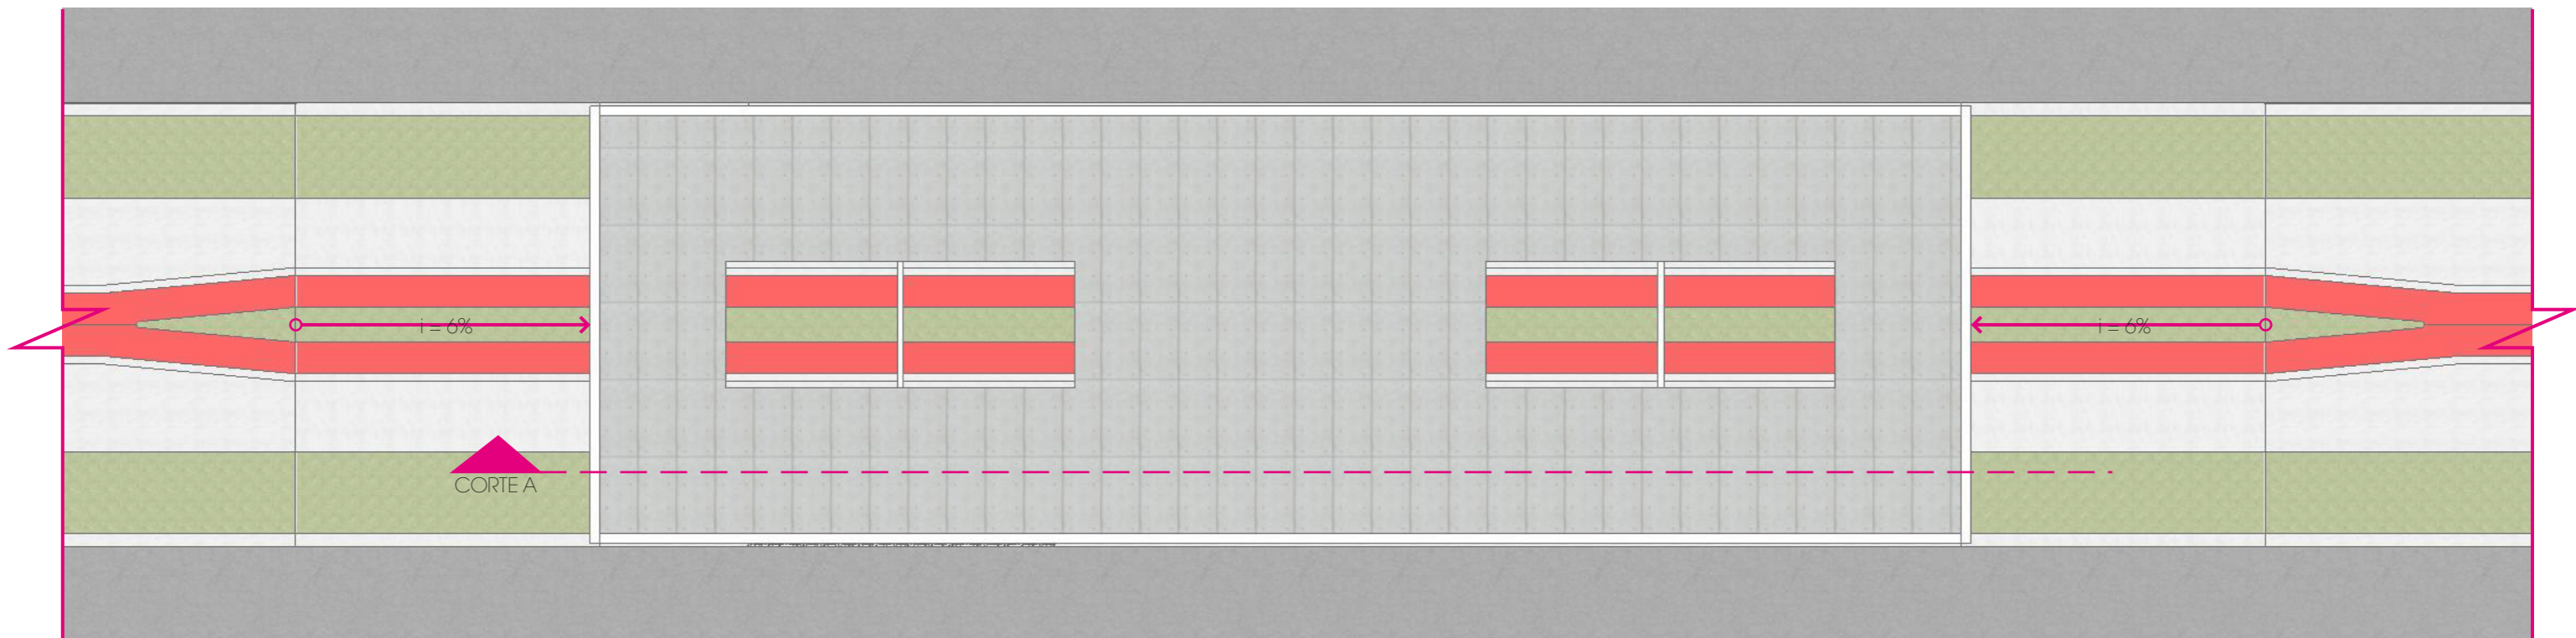 i = 6%
i = 6%
CORTE A